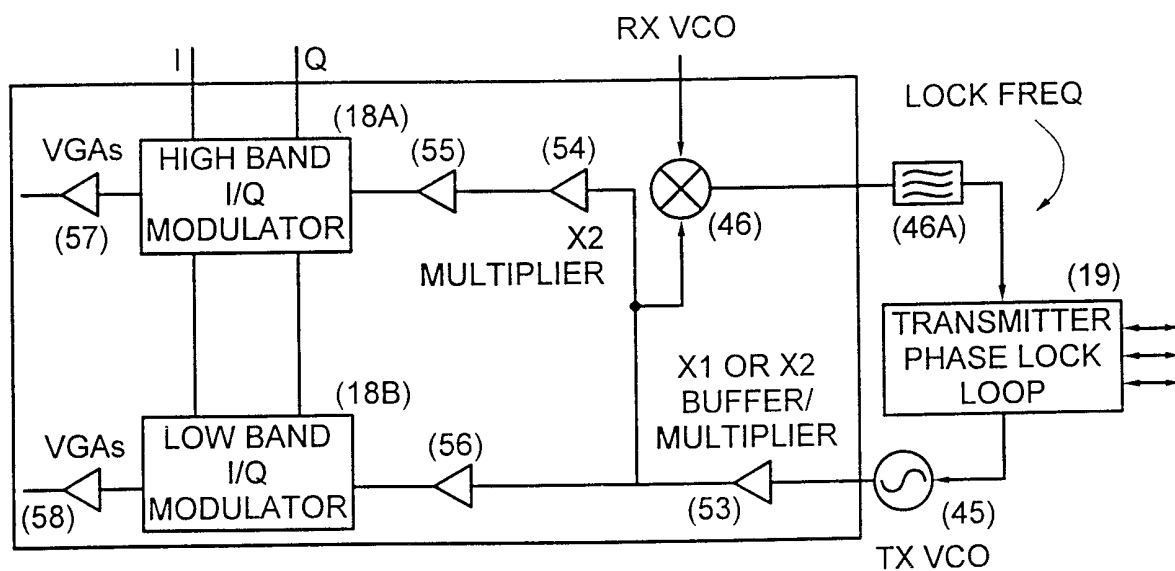 RX VCO
I
Q
LOCK FREQ
(18A)
VGAs
HIGH BAND
I/Q
MODULATOR
(55)
(54)
(57)
(46)
(46A)
X2
MULTIPLIER
(19)
TRANSMITTER
PHASE LOCK
LOOP
X1 OR X2
BUFFER/
MULTIPLIER
(18B)
VGAs
LOW BAND
I/Q
MODULATOR
(56)
(58)
(53)
(45)
TX VCO